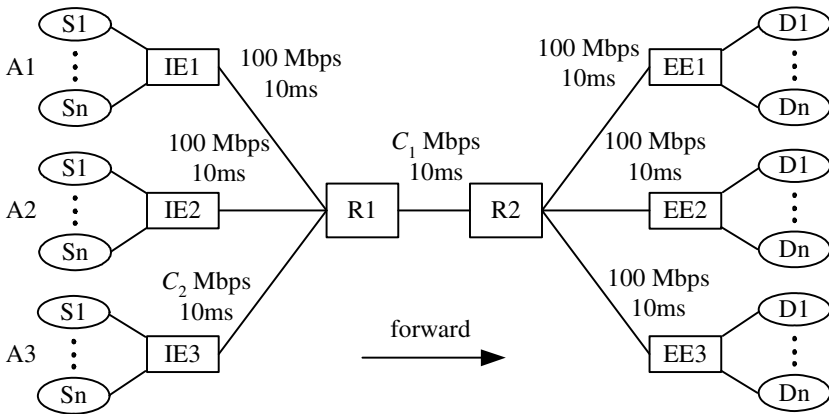 S1
A1
IE1
Sn
100 Mbps
10ms
S1
A2
IE2
Sn
100 Mbps
10ms
S1
A3
IE3
Sn
C2 Mbps
10ms
R1
C1 Mbps
10ms
R2
forward
100 Mbps
10ms
EE1
D1
Dn
100 Mbps
10ms
EE2
D1
Dn
100 Mbps
10ms
EE3
D1
Dn